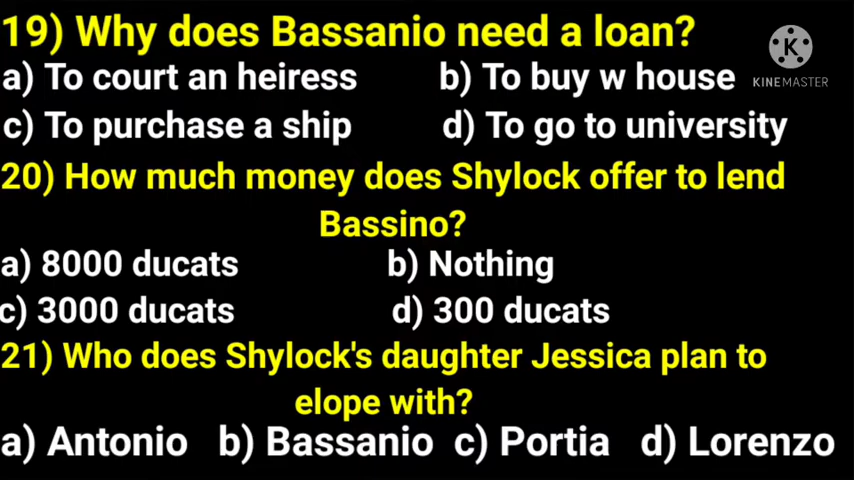 19) Why does Bassanio need a loan?
a) To court an heiress b) To buy w house
c) To purchase a ship d) To go to university
20) How much money does Shylock offer to lend
Bassino?
a) 8000 ducats b) Nothing
c) 3000 ducats d) 300 ducats
21) Who does Shylock's daughter Jessica plan to
elope with?
a) Antonio b) Bassanio c) Portia d) Lorenzo
K
KINEMASTER